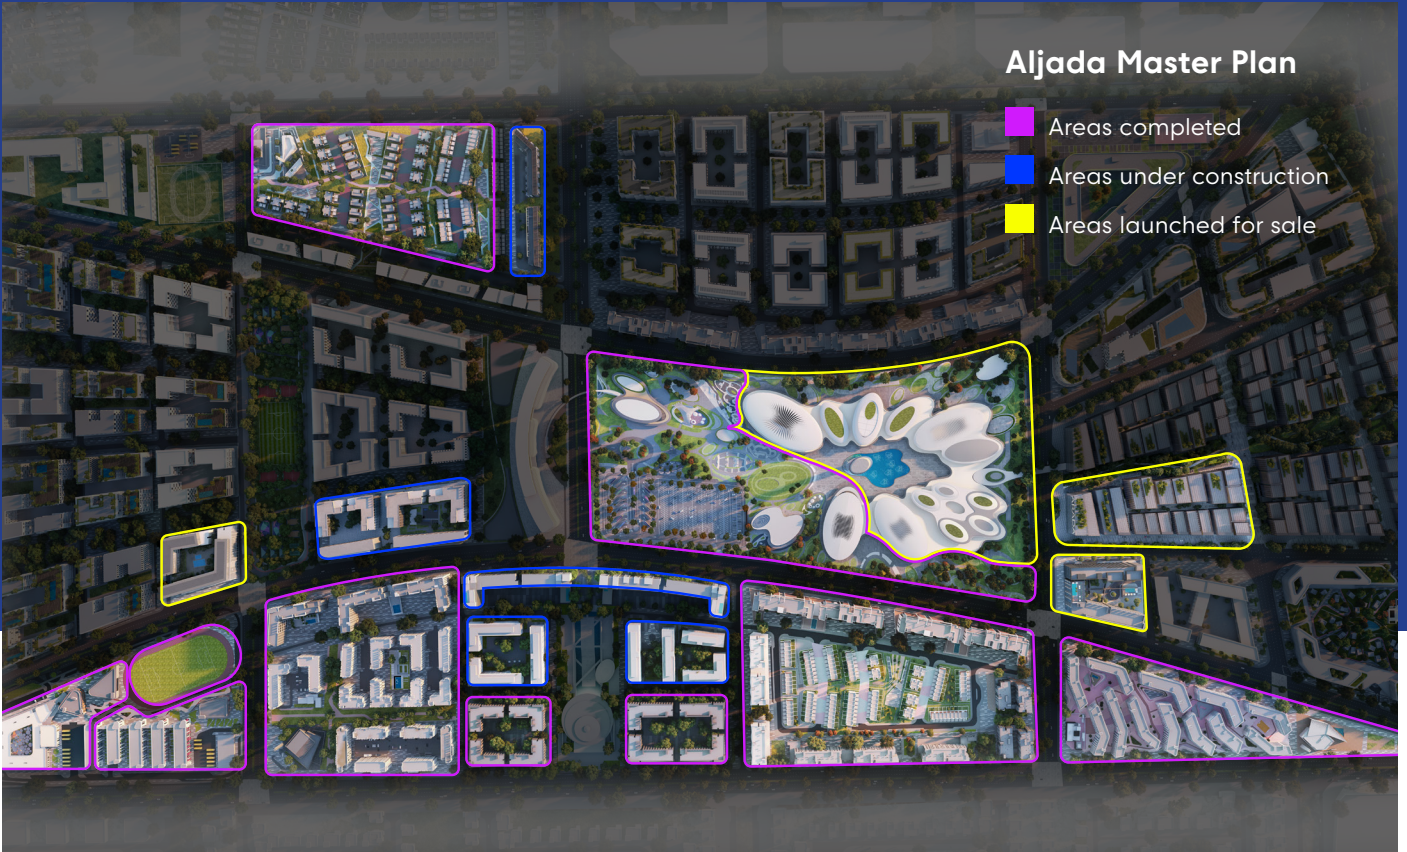 Aljada Master Plan
Areas completed
Areas under construction
Areas launched for sale